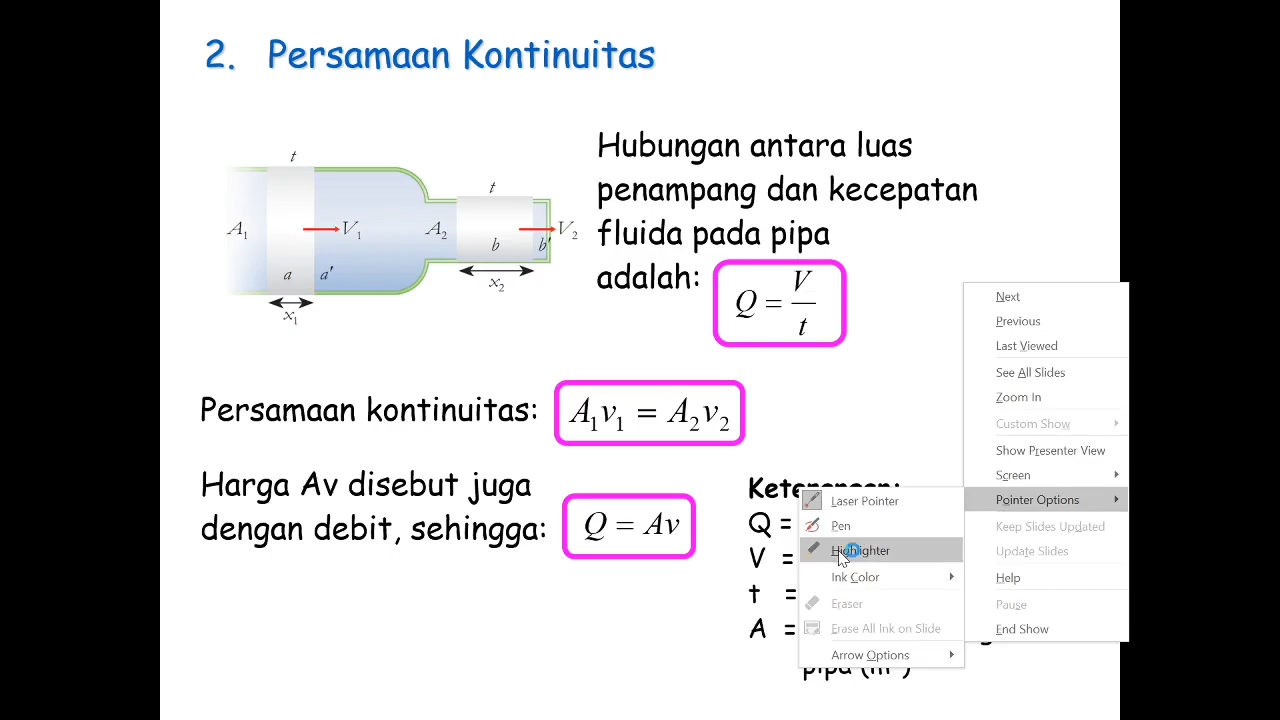 2. Persamaan Kontinuitas
t
t
A₁
V₁
A₂
V₂
a
a'
b
b'
x₁
x₂
Hubungan antara luas
penampang dan kecepatan
fluida pada pipa
adalah:
Q = V/t
Persamaan kontinuitas:
A₁v₁ = A₂v₂
Harga Av disebut juga
dengan debit, sehingga:
Q = Av
Keterangan:
Q =
V =
t =
A =
pipa (m²)
Next
Previous
Last Viewed
See All Slides
Zoom In
Custom Show
Show Presenter View
Screen
Pointer Options
Keep Slides Updated
Update Slides
Help
Pause
End Show
Laser Pointer
Pen
Highlighter
Ink Color
Eraser
Erase All Ink on Slide
Arrow Options